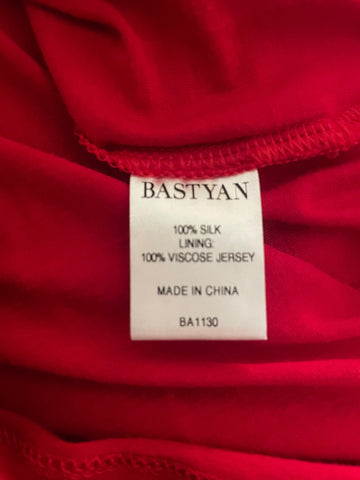 BASTYAN
100% SILK
LINING:
100% VISCOSE JERSEY
MADE IN CHINA
BA1130